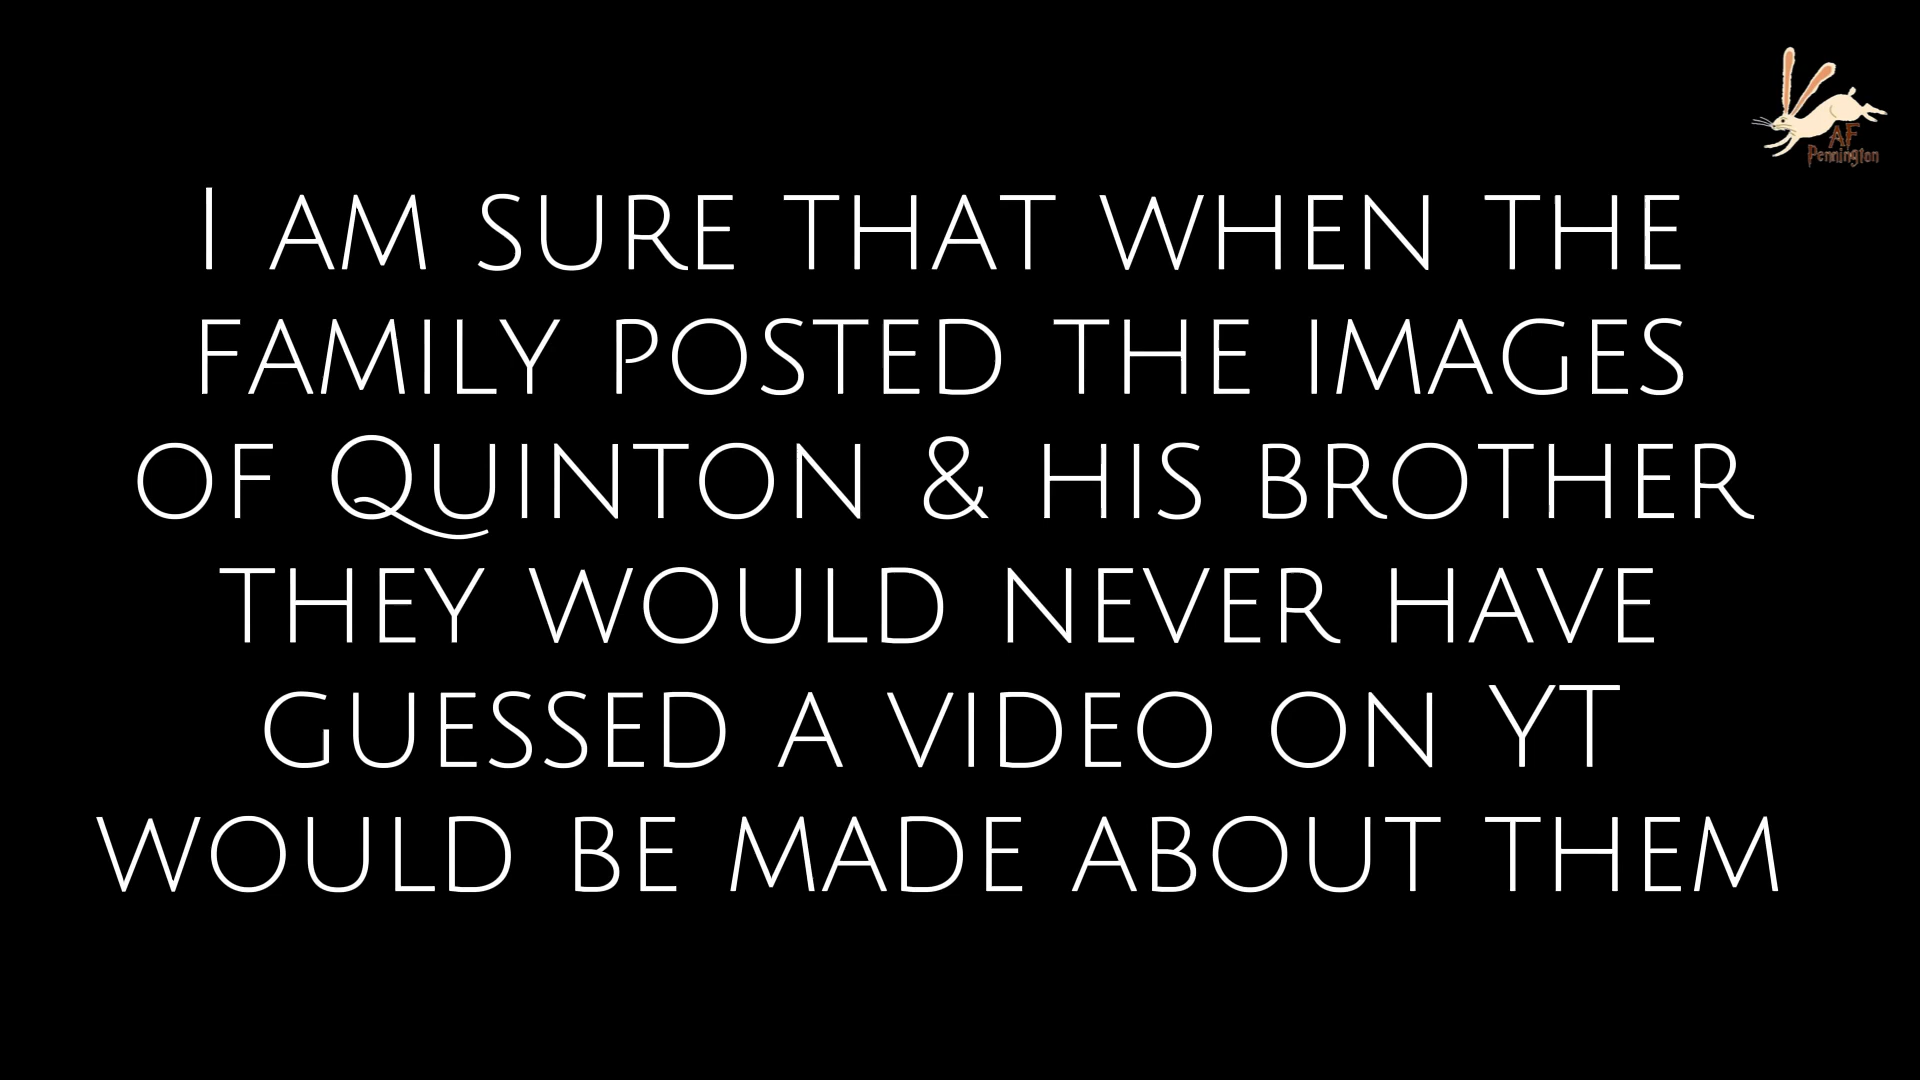 AF
Pennington
I am sure that when the
family posted the images
of Quinton & his brother
they would never have
guessed a video on YT
would be made about them